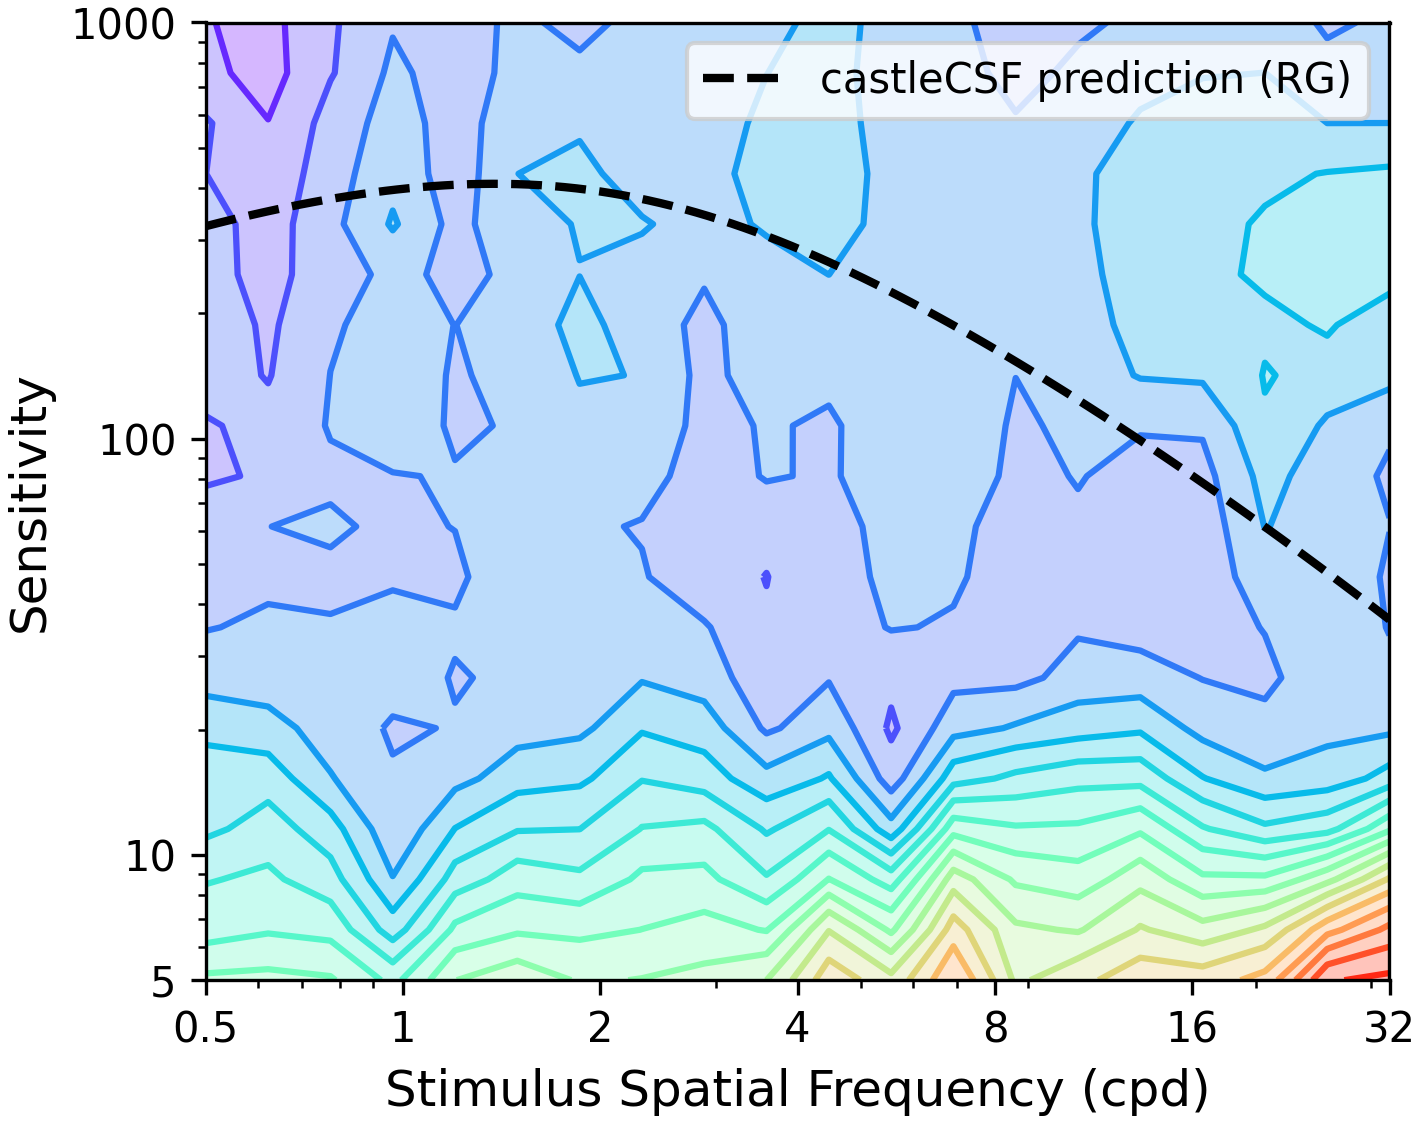 1000
100
10
5
Sensitivity
castleCSF prediction (RG)
0.5 1 2 4 8 16 32
Stimulus Spatial Frequency (cpd)